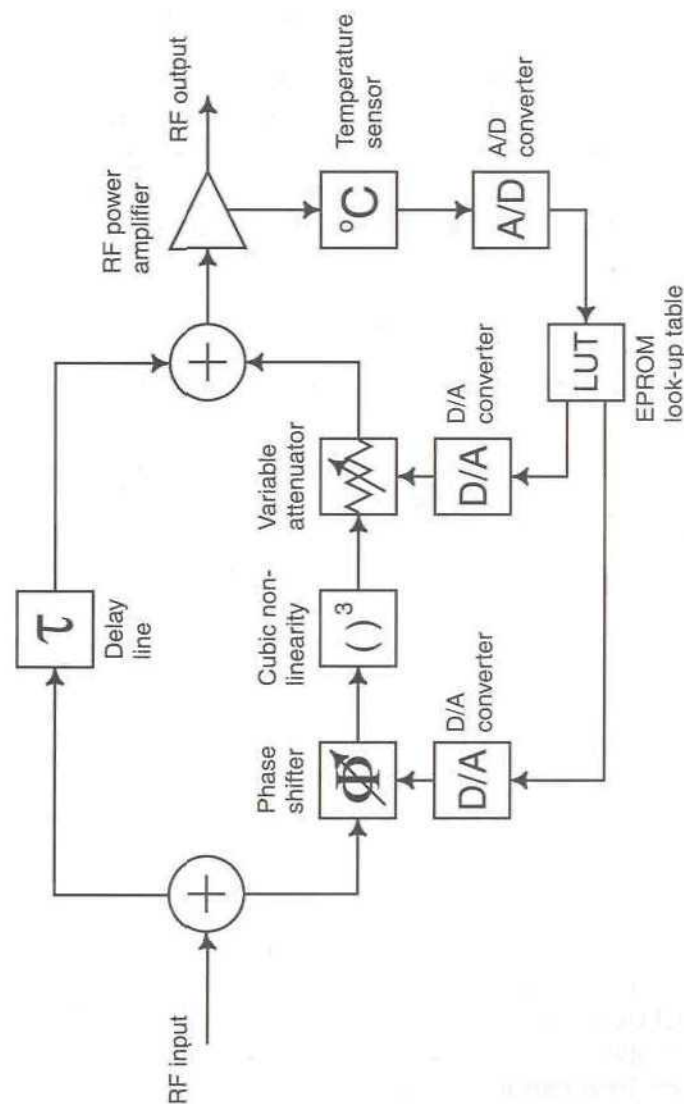 RF input
+
τ
Delay
line
Phase
shifter
Φ
Cubic non-
linearity
( )³
Variable
attenuator
+
RF power
amplifier
RF output
D/A
D/A
converter
D/A
D/A
converter
°C
Temperature
sensor
A/D
A/D
converter
LUT
EPROM
look-up table